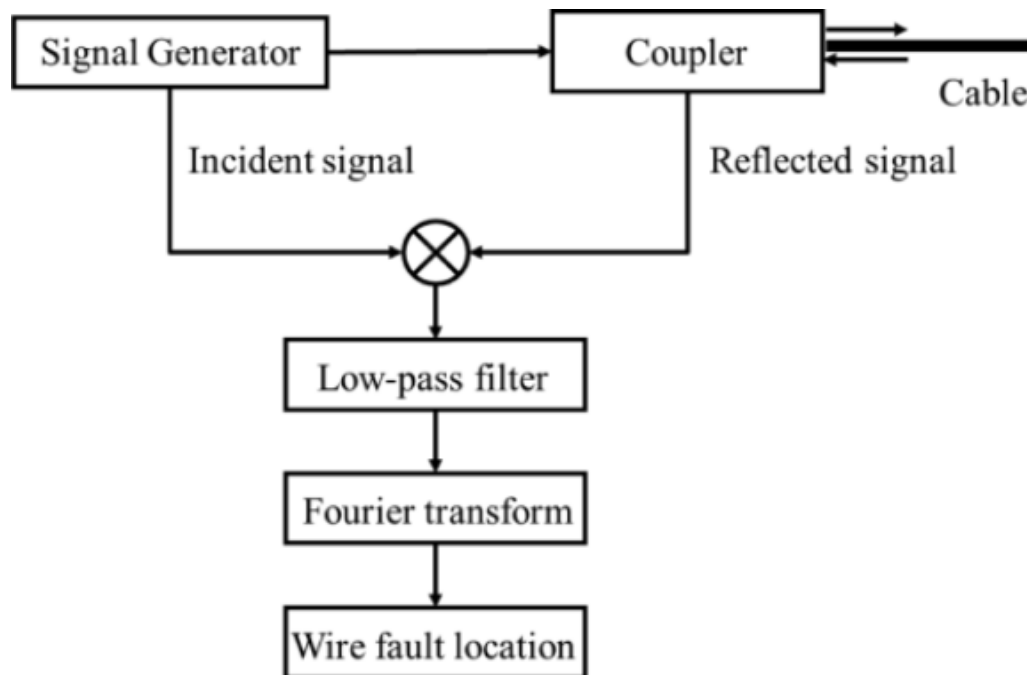 Signal Generator
Coupler
Cable
Incident signal
Reflected signal
Low-pass filter
Fourier transform
Wire fault location